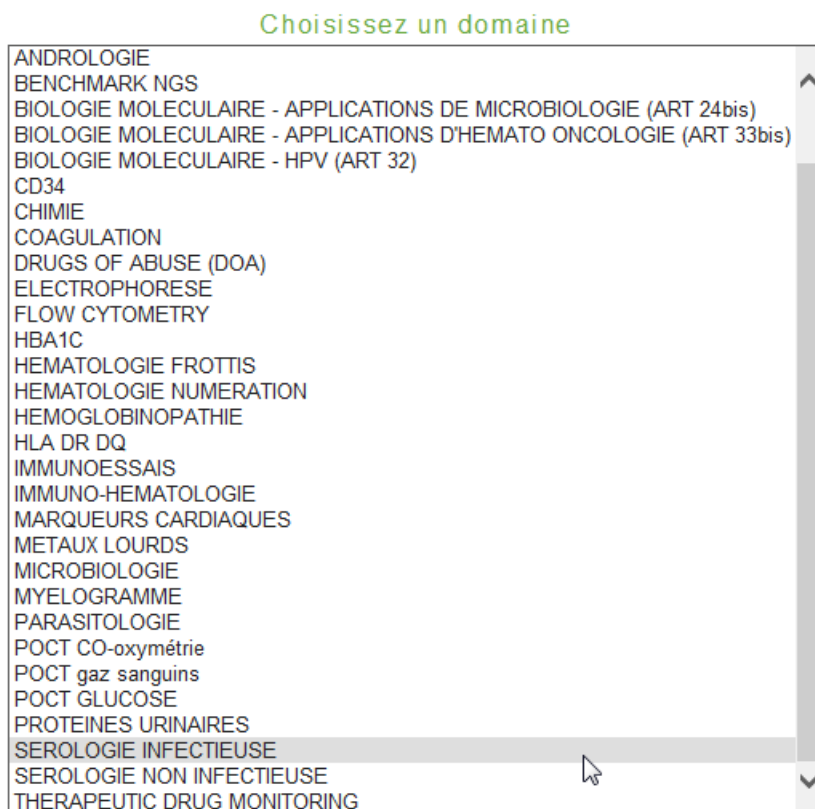 Choisissez un domaine
ANDROLOGIE
BENCHMARK NGS
BIOLOGIE MOLECULAIRE - APPLICATIONS DE MICROBIOLOGIE (ART 24bis)
BIOLOGIE MOLECULAIRE - APPLICATIONS D'HEMATO ONCOLOGIE (ART 33bis)
BIOLOGIE MOLECULAIRE - HPV (ART 32)
CD34
CHIMIE
COAGULATION
DRUGS OF ABUSE (DOA)
ELECTROPHORESE
FLOW CYTOMETRY
HBA1C
HEMATOLOGIE FROTTIS
HEMATOLOGIE NUMERATION
HEMOGLOBINOPATHIE
HLA DR DQ
IMMUNOESSAIS
IMMUNO-HEMATOLOGIE
MARQUEURS CARDIAQUES
METAUX LOURDS
MICROBIOLOGIE
MYELOGRAMME
PARASITOLOGIE
POCT CO-oxymétrie
POCT gaz sanguins
POCT GLUCOSE
PROTEINES URINAIRES
SEROLOGIE INFECTIEUSE
SEROLOGIE NON INFECTIEUSE
THERAPEUTIC DRUG MONITORING